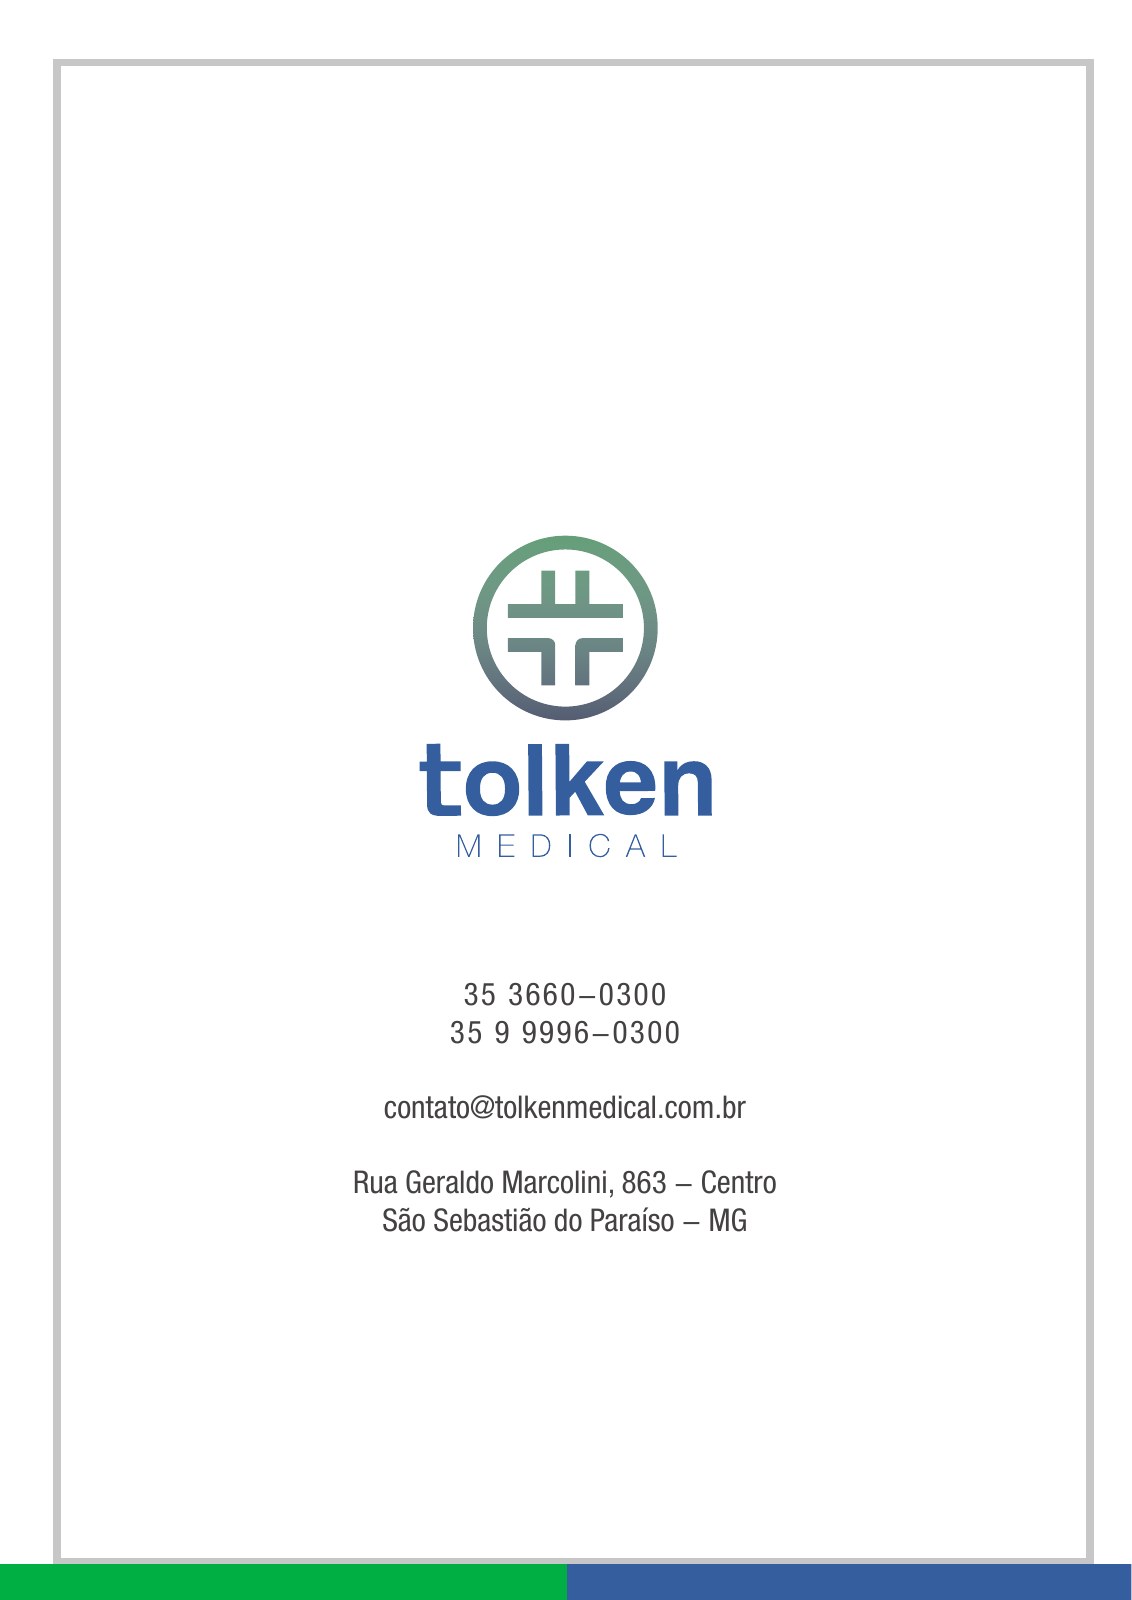 tolken
MEDICAL
35 3660–0300
35 9 9996–0300
contato@tolkenmedical.com.br
Rua Geraldo Marcolini, 863 – Centro
São Sebastião do Paraíso – MG